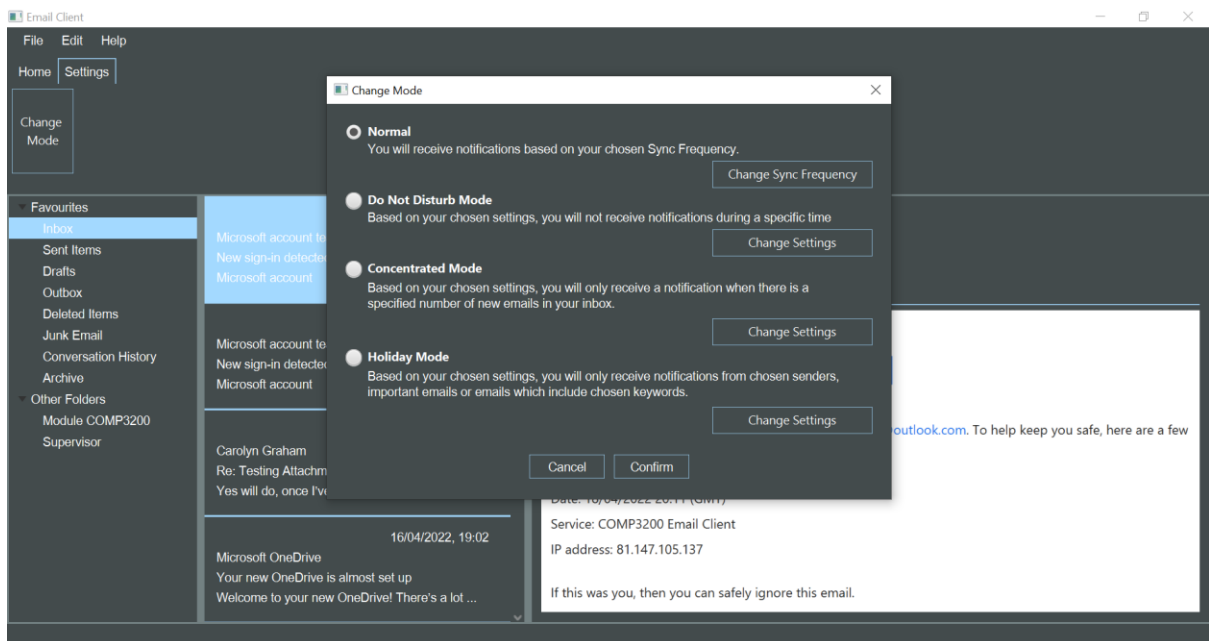 Email Client
File Edit Help
Home Settings
Change
Mode
Favourites
Inbox
Sent Items
Drafts
Outbox
Deleted Items
Junk Email
Conversation History
Archive
Other Folders
Module COMP3200
Supervisor
Microsoft account te
New sign-in detecte
Microsoft account
Microsoft account te
New sign-in detected
Microsoft account
Carolyn Graham
Re: Testing Attachm
Yes will do, once I've
16/04/2022, 19:02
Microsoft OneDrive
Your new OneDrive is almost set up
Welcome to your new OneDrive! There's a lot ...
Change Mode
Normal
You will receive notifications based on your chosen Sync Frequency.
Change Sync Frequency
Do Not Disturb Mode
Based on your chosen settings, you will not receive notifications during a specific time
Change Settings
Concentrated Mode
Based on your chosen settings, you will only receive a notification when there is a
specified number of new emails in your inbox.
Change Settings
Holiday Mode
Based on your chosen settings, you will only receive notifications from chosen senders,
important emails or emails which include chosen keywords.
Change Settings
Cancel Confirm
outlook.com. To help keep you safe, here are a few
Service: COMP3200 Email Client
IP address: 81.147.105.137
If this was you, then you can safely ignore this email.